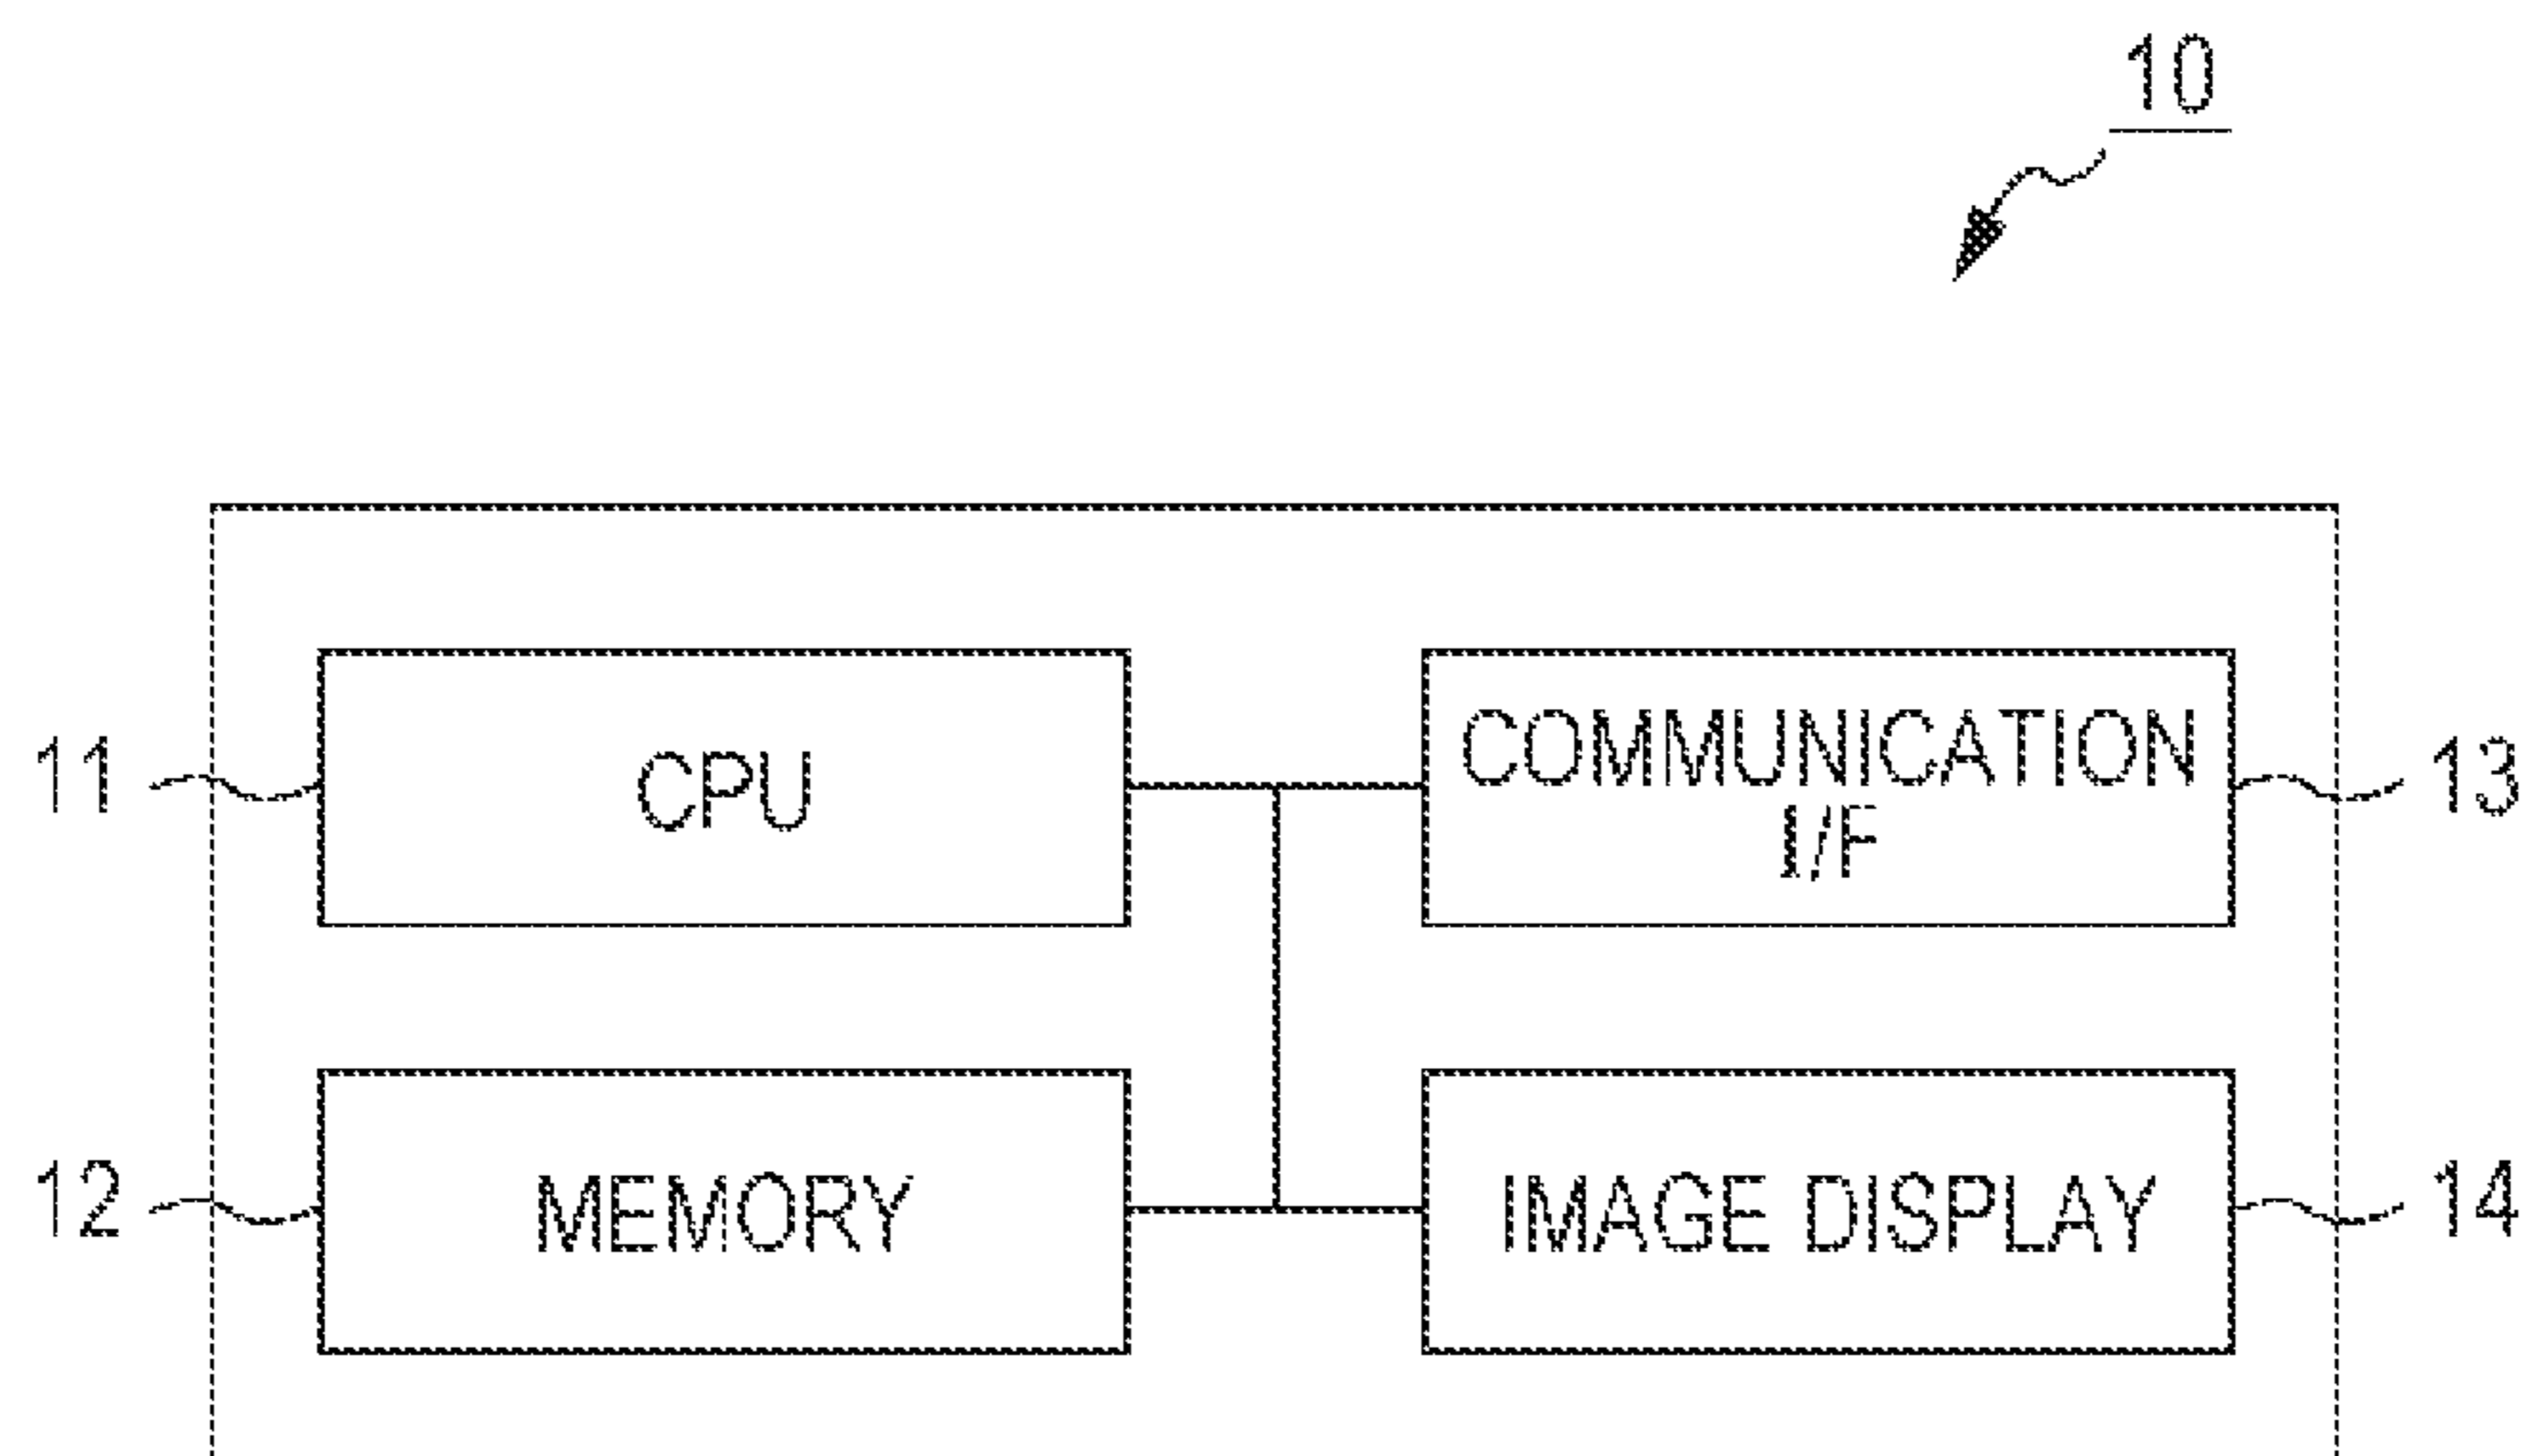 10
11
CPU
COMMUNICATION
I/F
13
12
MEMORY
IMAGE DISPLAY
14